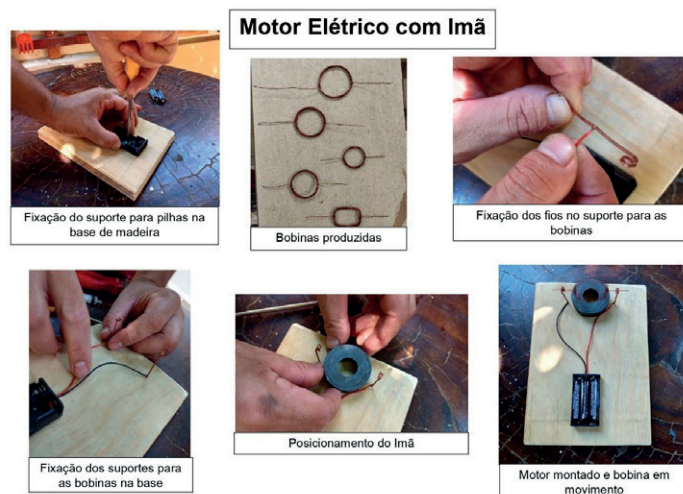 Motor Elétrico com Imã
Fixação do suporte para pilhas na
base de madeira
Bobinas produzidas
Fixação dos fios no suporte para as
bobinas
Fixação dos suportes para
as bobinas na base
Posicionamento do Imã
Motor montado e bobina em
movimento